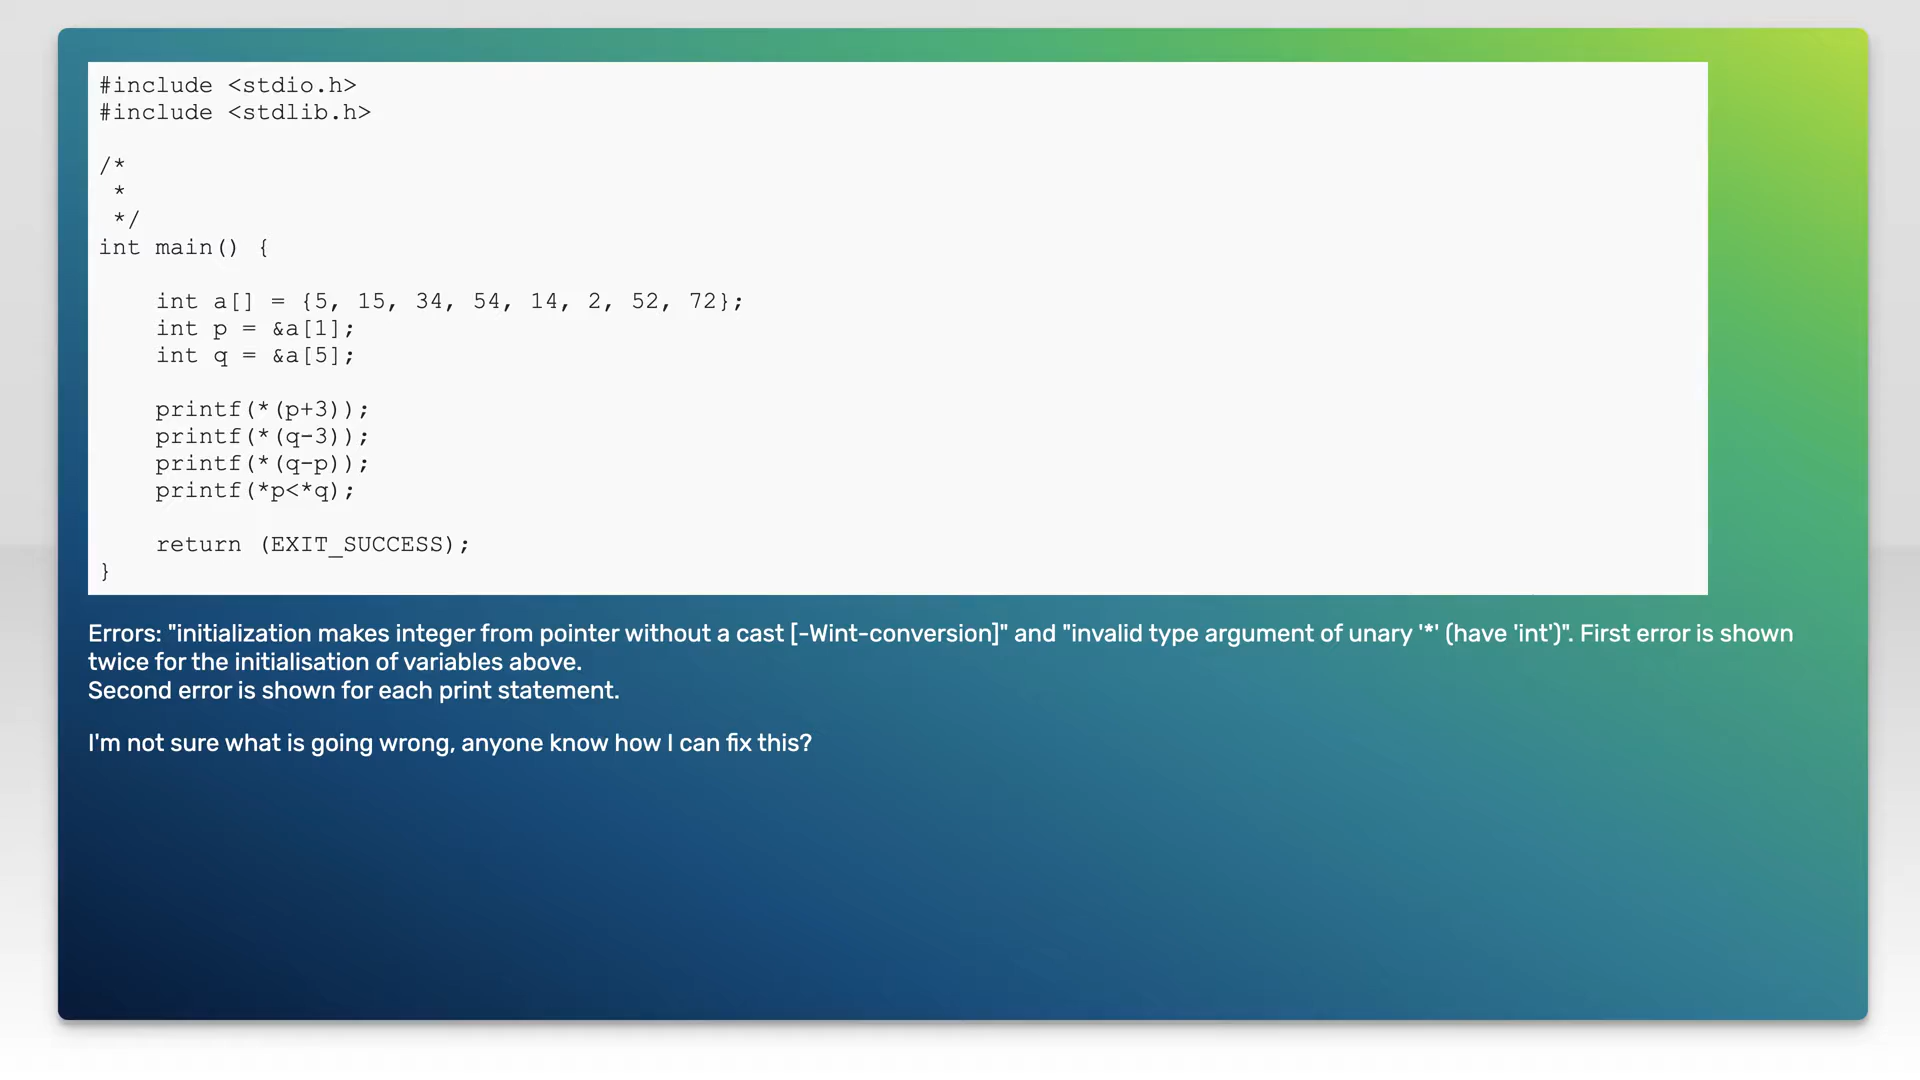 #include <stdio.h>
#include <stdlib.h>
/*
 *
 */
int main() {
    int a[] = {5, 15, 34, 54, 14, 2, 52, 72};
    int p = &a[1];
    int q = &a[5];
    printf(*(p+3));
    printf(*(q-3));
    printf(*(q-p));
    printf(*p<*q);
    return (EXIT_SUCCESS);
}
Errors: "initialization makes integer from pointer without a cast [-Wint-conversion]" and "invalid type argument of unary '*' (have 'int')". First error is shown
twice for the initialisation of variables above.
Second error is shown for each print statement.
I'm not sure what is going wrong, anyone know how I can fix this?